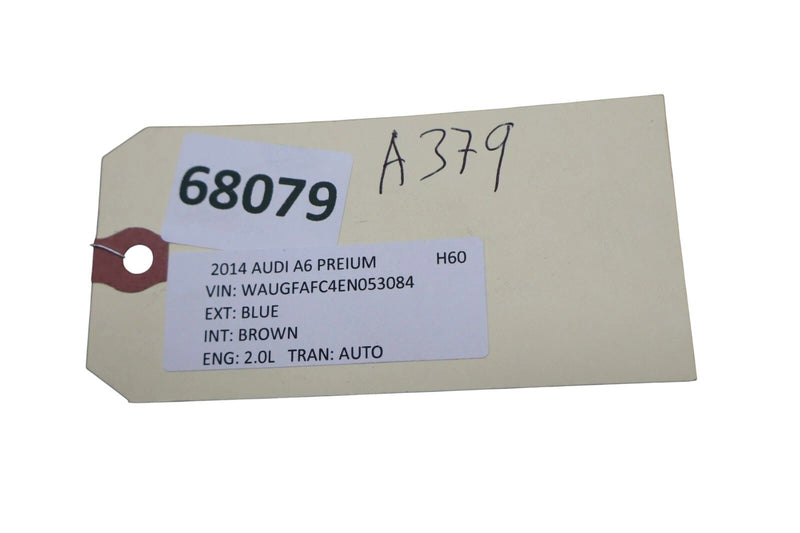 68079
A379
2014 AUDI A6 PREIUM H60
VIN: WAUGFAFC4EN053084
EXT: BLUE
INT: BROWN
ENG: 2.0L TRAN: AUTO